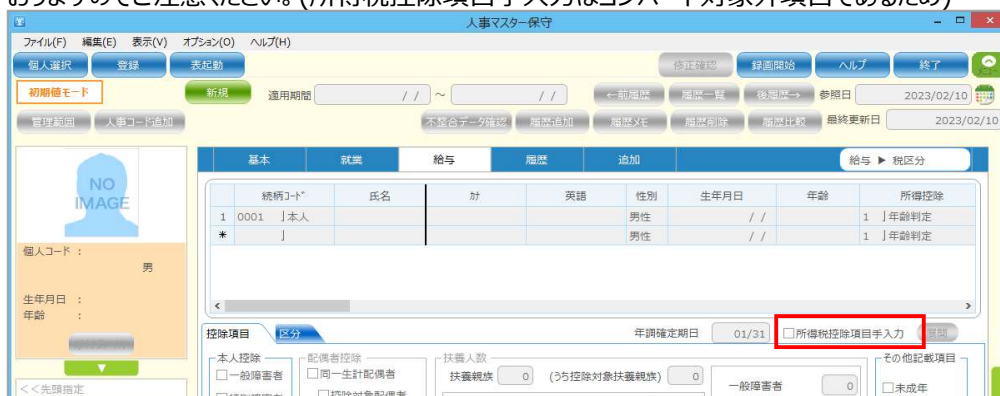 おりますのでご注意ください。(所得税控除項目手入力はコンバート対象外項目であるため)
人事マスター保守
ファイル(F) 編集(E) 表示(V) オプション(O) ヘルプ(H)
個人選択 登録 表起動 修正確認 録画開始 ヘルプ 終了
初期値モード 新規 適用期間 / / ～ / / ←前履歴 履歴一覧 後履歴→ 参照日 2023/02/10
管理範囲 人事コード追加 不整合データ確認 履歴追加 履歴メモ 履歴削除 履歴比較 最終更新日 2023/02/10
基本 就業 給与 履歴 追加 給与 ▶ 税区分
NO
IMAGE
続柄コード 氏名 カナ 英語 性別 生年月日 年齢 所得控除
1 0001 」本人 男性 / / 1 」年齢判定
* 」 男性 / / 1 」年齢判定
個人コード :
男
生年月日 :
年齢 :
控除項目 区分 年調確定期日 01/31 □所得税控除項目手入力 展開
本人控除 配偶者控除 扶養人数 その他記載項目
□一般障害者 □同一生計配偶者 扶養親族 0 (うち控除対象扶養親族) 0 一般障害者 0 □未成年
<<先頭指定
□控除対象配偶者